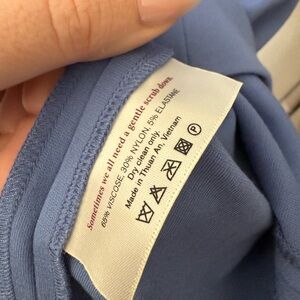 Sometimes we all need a gentle scrub down.
65% VISCOSE, 30% NYLON, 5% ELASTANE
Dry clean only.
Made in Thuan An, Vietnam
P